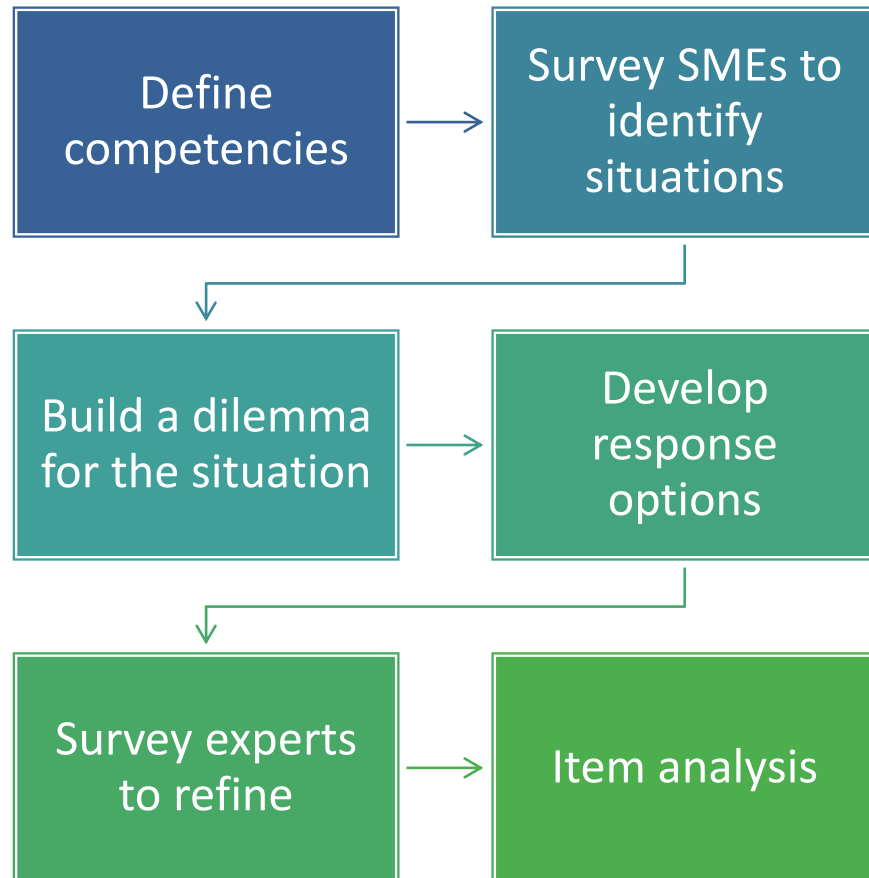 Define
competencies
Survey SMEs to
identify
situations
Build a dilemma
for the situation
Develop
response
options
Survey experts
to refine
Item analysis